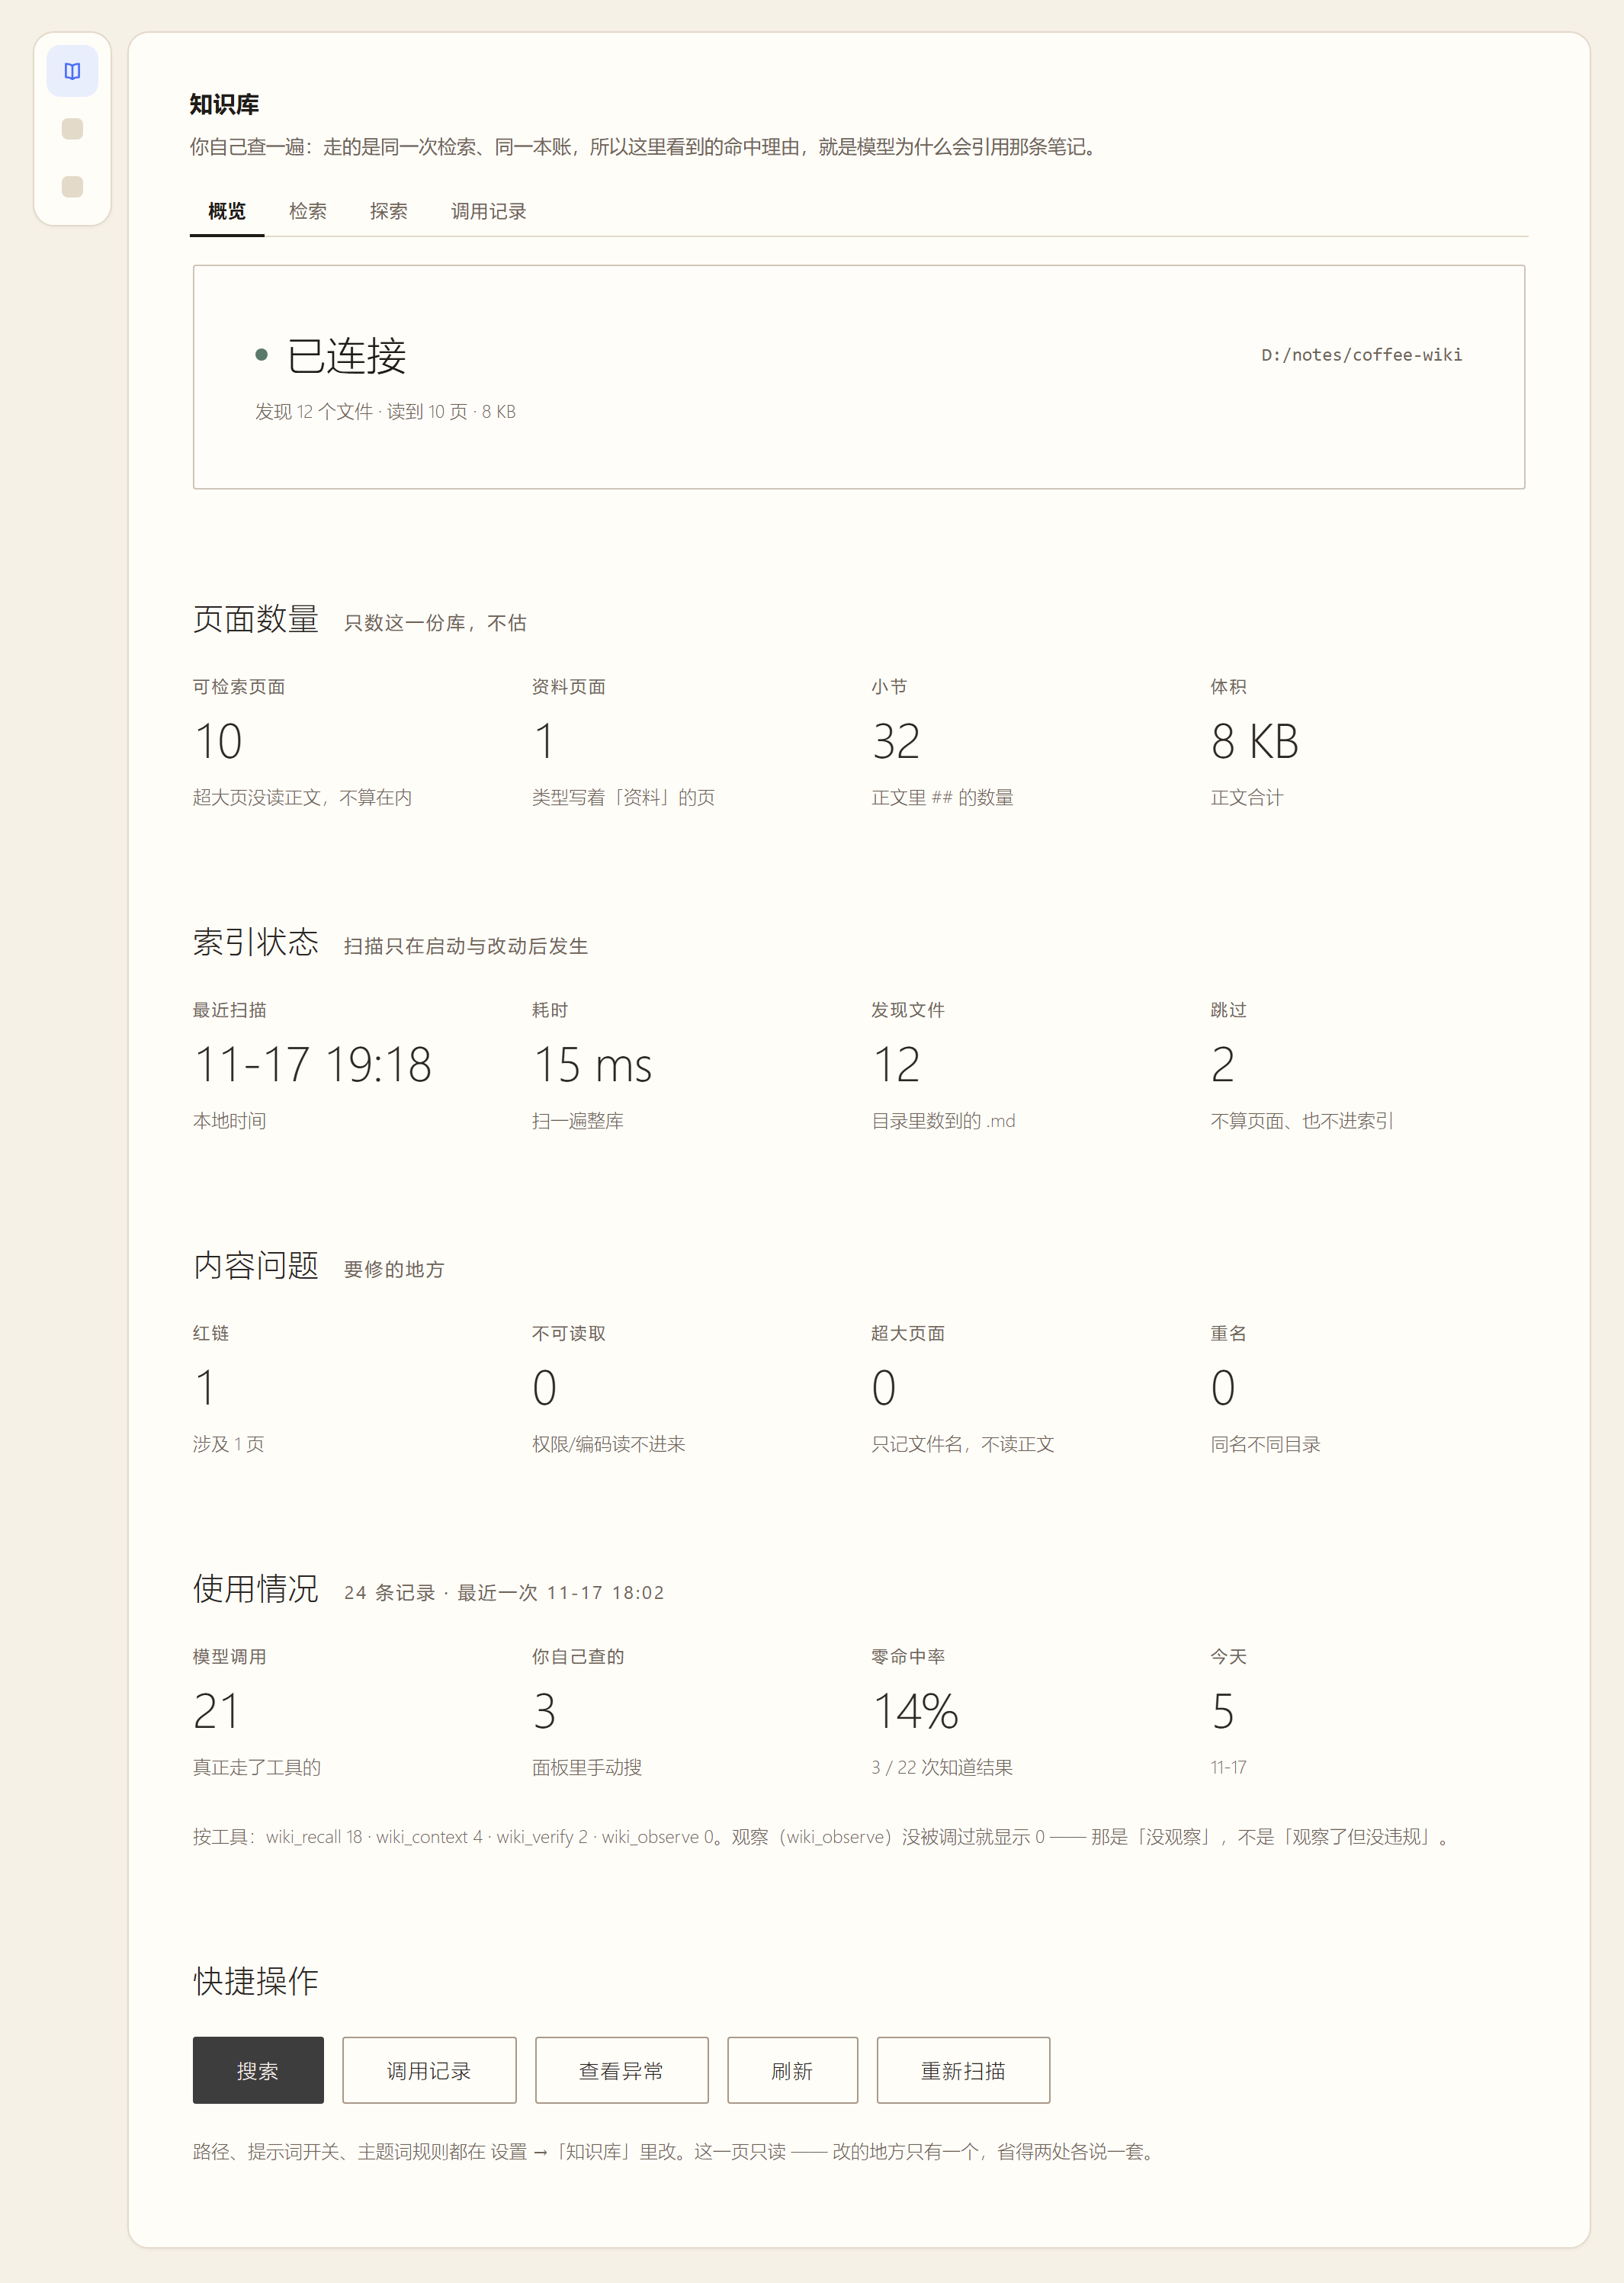 知识库
你自己查一遍：走的是同一次检索、同一本账，所以这里看到的命中理由，就是模型为什么会引用那条笔记。
概览 检索 探索 调用记录
已连接 D:/notes/coffee-wiki
发现 12 个文件 · 读到 10 页 · 8 KB
页面数量 只数这一份库，不估
可检索页面 资料页面 小节 体积
10 1 32 8 KB
超大页没读正文，不算在内 类型写着「资料」的页 正文里 ## 的数量 正文合计
索引状态 扫描只在启动与改动后发生
最近扫描 耗时 发现文件 跳过
11-17 19:18 15 ms 12 2
本地时间 扫一遍整库 目录里数到的 .md 不算页面、也不进索引
内容问题 要修的地方
红链 不可读取 超大页面 重名
1 0 0 0
涉及 1 页 权限/编码读不进来 只记文件名，不读正文 同名不同目录
使用情况 24 条记录 · 最近一次 11-17 18:02
模型调用 你自己查的 零命中率 今天
21 3 14% 5
真正走了工具的 面板里手动搜 3 / 22 次知道结果 11-17
按工具：wiki_recall 18 · wiki_context 4 · wiki_verify 2 · wiki_observe 0。观察（wiki_observe）没被调过就显示 0 —— 那是「没观察」，不是「观察了但没违规」。
快捷操作
搜索 调用记录 查看异常 刷新 重新扫描
路径、提示词开关、主题词规则都在 设置 →「知识库」里改。这一页只读 —— 改的地方只有一个，省得两处各说一套。